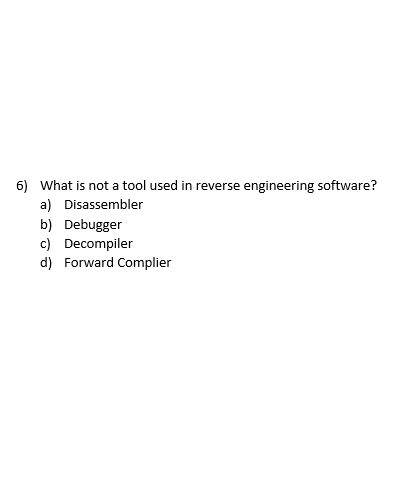 6) What is not a tool used in reverse engineering software?
a) Disassembler
b) Debugger
c) Decompiler
d) Forward Complier